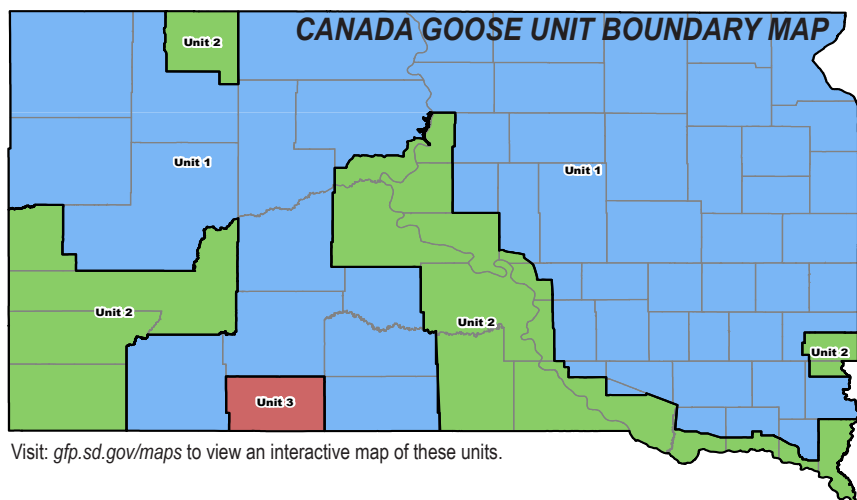 CANADA GOOSE UNIT BOUNDARY MAP
Unit 2
Unit 1
Unit 1
Unit 2
Unit 2
Unit 2
Unit 3
Visit: gfp.sd.gov/maps to view an interactive map of these units.